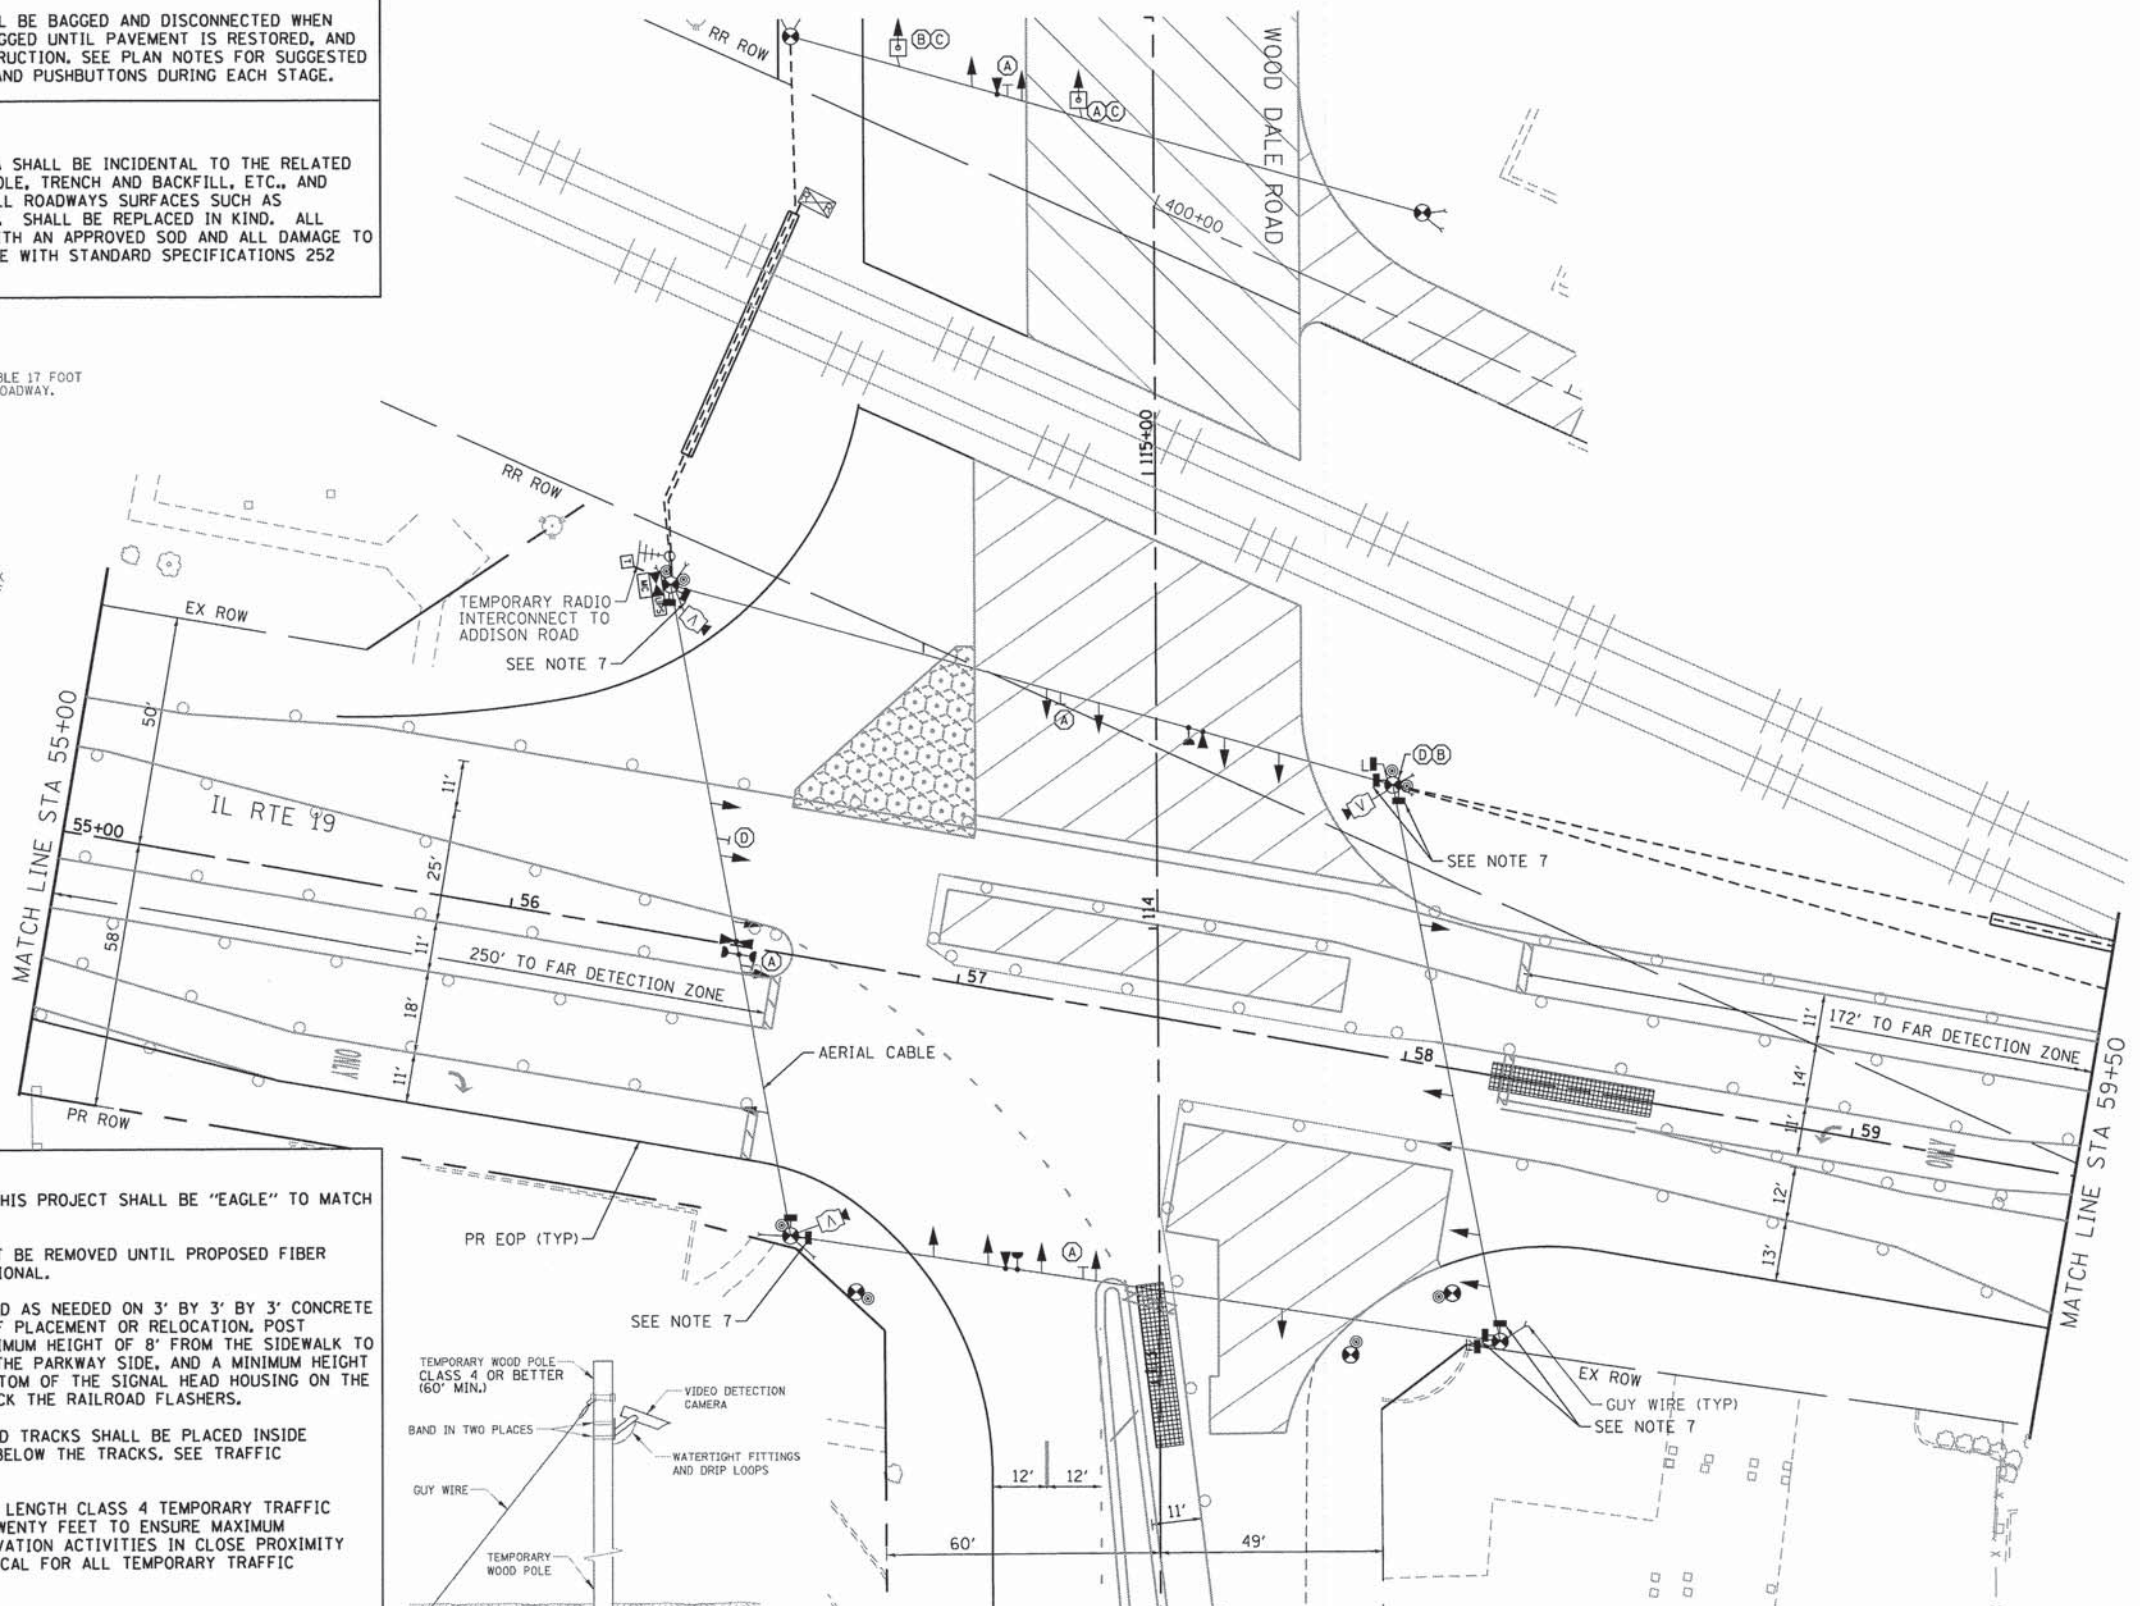 L BE BAGGED AND DISCONNECTED WHEN
GGED UNTIL PAVEMENT IS RESTORED, AND
RUCTION. SEE PLAN NOTES FOR SUGGESTED
AND PUSHBUTTONS DURING EACH STAGE.
SHALL BE INCIDENTAL TO THE RELATED
OLE, TRENCH AND BACKFILL, ETC., AND
LL ROADWAYS SURFACES SUCH AS
. SHALL BE REPLACED IN KIND. ALL
TH AN APPROVED SOD AND ALL DAMAGE TO
E WITH STANDARD SPECIFICATIONS 252
BLE 17 FOOT
OADWAY.
RR ROW
B C
A
A C
WOOD DALE ROAD
400+00
115+00
RR ROW
T
TEMPORARY RADIO
INTERCONNECT TO
ADDISON ROAD
SEE NOTE 7
V
EX ROW
50'
MATCH LINE STA 55+00
IL RTE 19
55+00
11'
25'
D
A
D B
V
SEE NOTE 7
56
57
114
58
59
58'
11'
250' TO FAR DETECTION ZONE
A
18'
11'
ONLY
AERIAL CABLE
11'
172' TO FAR DETECTION ZONE
14'
11'
ONLY
12'
13'
MATCH LINE STA 59+50
PR ROW
PR EOP (TYP)
V
A
SEE NOTE 7
EX ROW
GUY WIRE (TYP)
SEE NOTE 7
HIS PROJECT SHALL BE "EAGLE" TO MATCH
T BE REMOVED UNTIL PROPOSED FIBER
IONAL.
D AS NEEDED ON 3' BY 3' BY 3' CONCRETE
F PLACEMENT OR RELOCATION. POST
IMUM HEIGHT OF 8' FROM THE SIDEWALK TO
THE PARKWAY SIDE, AND A MINIMUM HEIGHT
TOM OF THE SIGNAL HEAD HOUSING ON THE
CK THE RAILROAD FLASHERS.
D TRACKS SHALL BE PLACED INSIDE
BELOW THE TRACKS. SEE TRAFFIC
LENGTH CLASS 4 TEMPORARY TRAFFIC
WENTY FEET TO ENSURE MAXIMUM
VATION ACTIVITIES IN CLOSE PROXIMITY
CAL FOR ALL TEMPORARY TRAFFIC
TEMPORARY WOOD POLE
CLASS 4 OR BETTER
(60' MIN.)
VIDEO DETECTION
CAMERA
BAND IN TWO PLACES
WATERTIGHT FITTINGS
AND DRIP LOOPS
GUY WIRE
TEMPORARY
WOOD POLE
12'
12'
11'
60'
49'